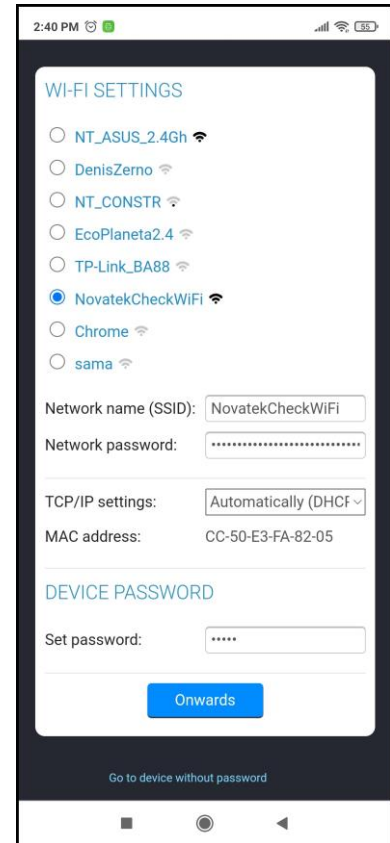 2:40 PM 55
WI-FI SETTINGS
NT_ASUS_2.4Gh
DenisZerno
NT_CONSTR
EcoPlaneta2.4
TP-Link_BA88
NovatekCheckWiFi
Chrome
sama
Network name (SSID): NovatekCheckWiFi
Network password: ••••••••••••••••••••••••••••
TCP/IP settings: Automatically (DHCP
MAC address: CC-50-E3-FA-82-05
DEVICE PASSWORD
Set password: •••••
Onwards
Go to device without password